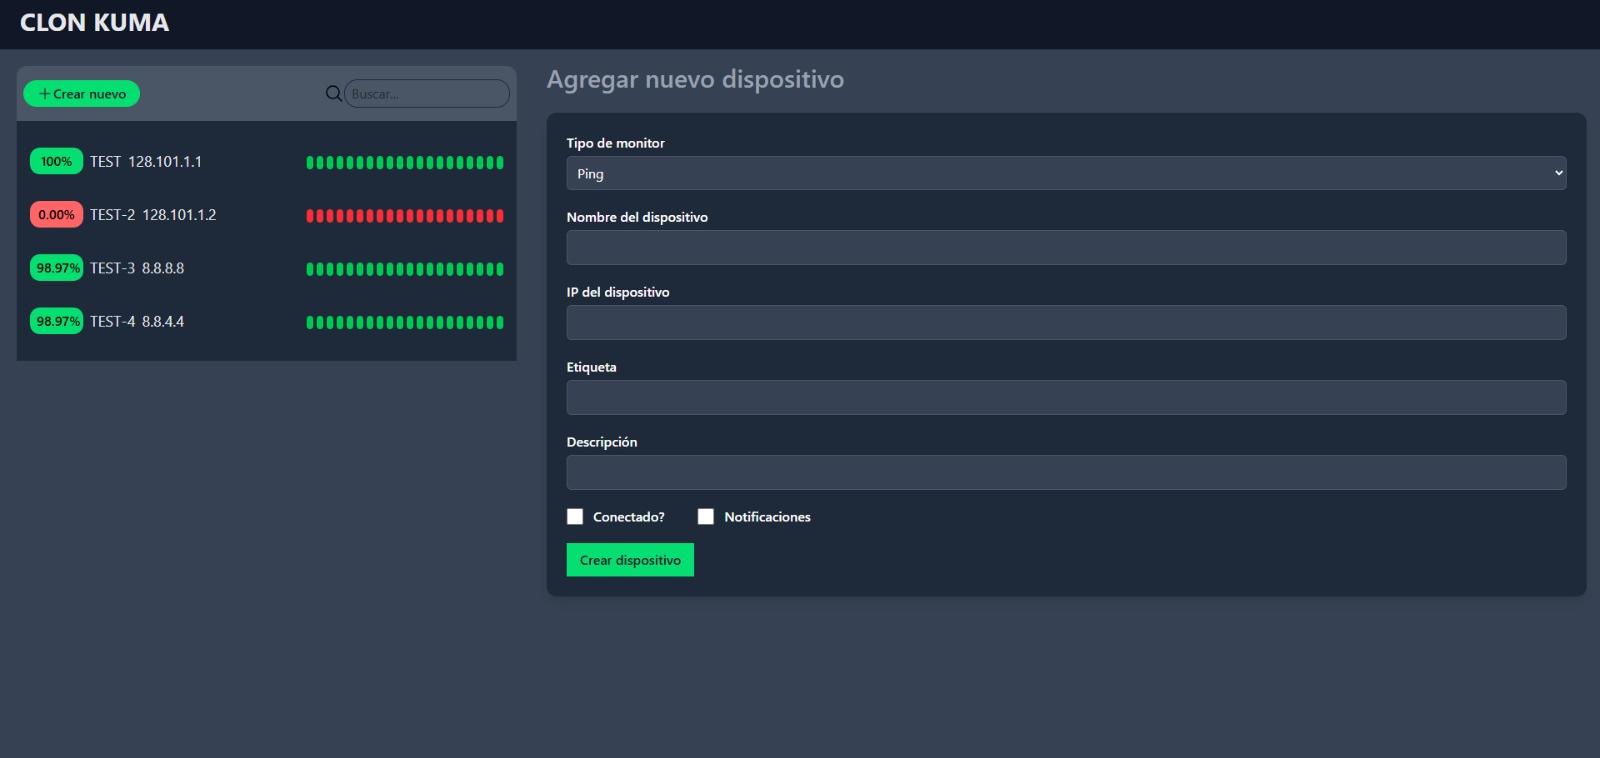 CLON KUMA
+ Crear nuevo
Buscar...
100% TEST 128.101.1.1
0.00% TEST-2 128.101.1.2
98.97% TEST-3 8.8.8.8
98.97% TEST-4 8.8.4.4
Agregar nuevo dispositivo
Tipo de monitor
Ping
Nombre del dispositivo
IP del dispositivo
Etiqueta
Descripción
Conectado? Notificaciones
Crear dispositivo